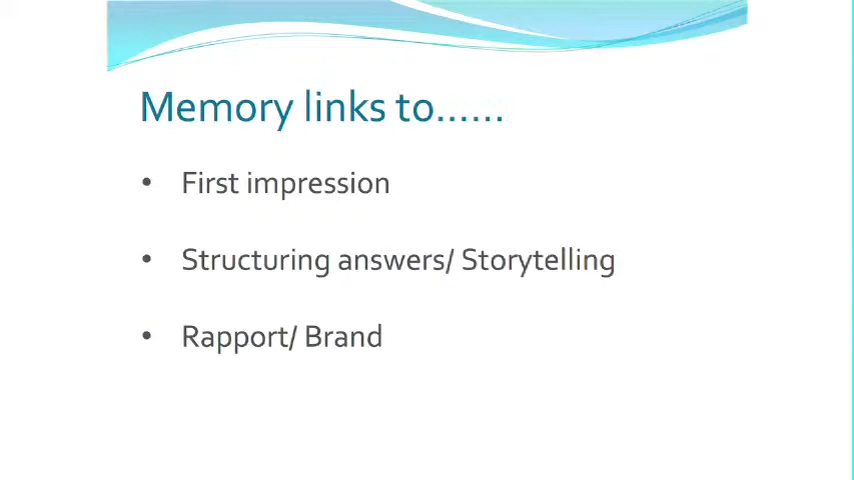 Memory links to......
• First impression
• Structuring answers/ Storytelling
• Rapport/ Brand